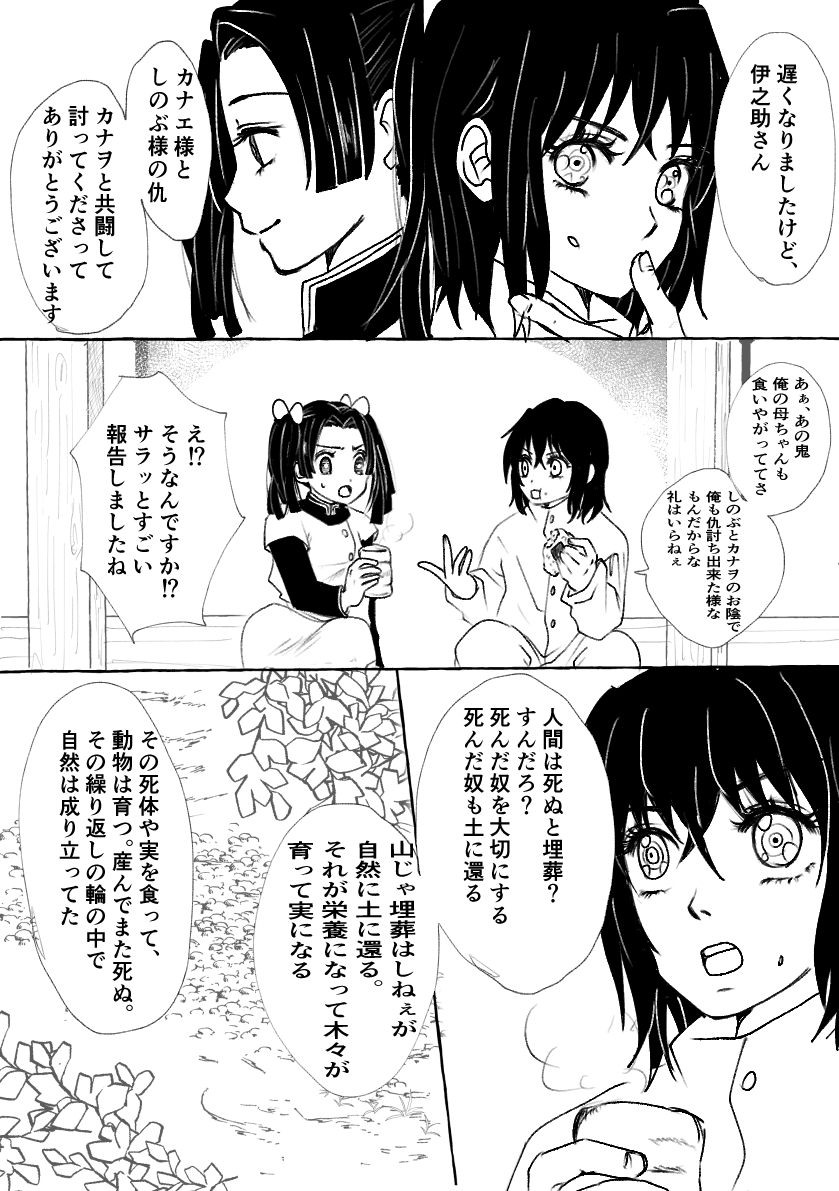 遅くなりましたけど、
伊之助さん
カナエ様と
しのぶ様の仇
カナヲと共闘して
討ってくださって
ありがとうございます
あぁ、あの鬼
俺の母ちゃんも
食いやがっててさ
しのぶとカナヲのお陰で
俺も仇討ち出来た様な
もんだからな
礼はいらねぇ
え!?
そうなんですか!?
サラッとすごい
報告しましたね
人間は死ぬと埋葬?
すんだろ?
死んだ奴を大切にする
死んだ奴も土に還る
山じゃ埋葬はしねぇが
自然に土に還る。
それが栄養になって木々が
育って実になる
その死体や実を食って、
動物は育つ。産んでまた死ぬ。
その繰り返しの輪の中で
自然は成り立ってた